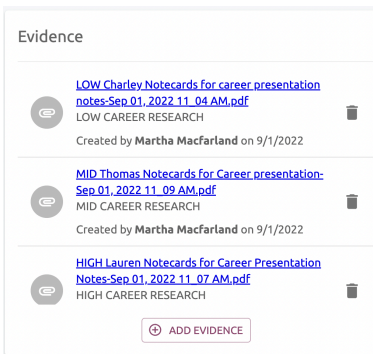 Evidence
LOW Charley Notecards for career presentation
notes-Sep 01, 2022 11_04 AM.pdf
LOW CAREER RESEARCH
Created by Martha Macfarland on 9/1/2022
MID Thomas Notecards for Career presentation-
Sep 01, 2022 11_09 AM.pdf
MID CAREER RESEARCH
Created by Martha Macfarland on 9/1/2022
HIGH Lauren Notecards for Career Presentation
Notes-Sep 01, 2022 11_07 AM.pdf
HIGH CAREER RESEARCH
ADD EVIDENCE